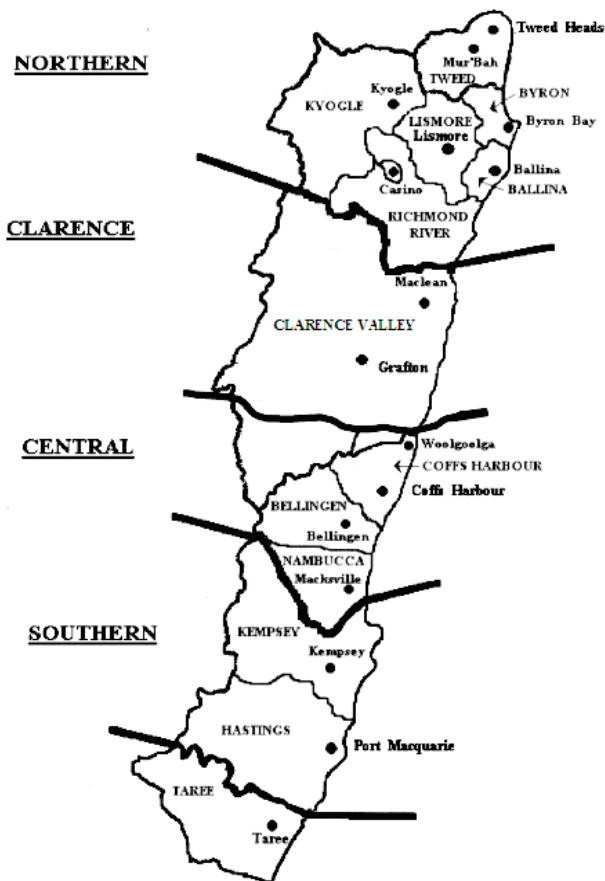 Tweed Heads
NORTHERN
Mur'Bah
TWEED
Kyogle
BYRON
KYOGLE
LISMORE
Lismore
Byron Bay
Ballina
Casino
BALLINA
RICHMOND
RIVER
CLARENCE
Maclean
CLARENCE VALLEY
Grafton
CENTRAL
Woolgoolga
COFFS HARBOUR
Coffs Harbour
BELLINGEN
Bellingen
NAMBUCCA
Macksville
SOUTHERN
KEMPSEY
Kempsey
HASTINGS
Port Macquarie
TAREE
Taree